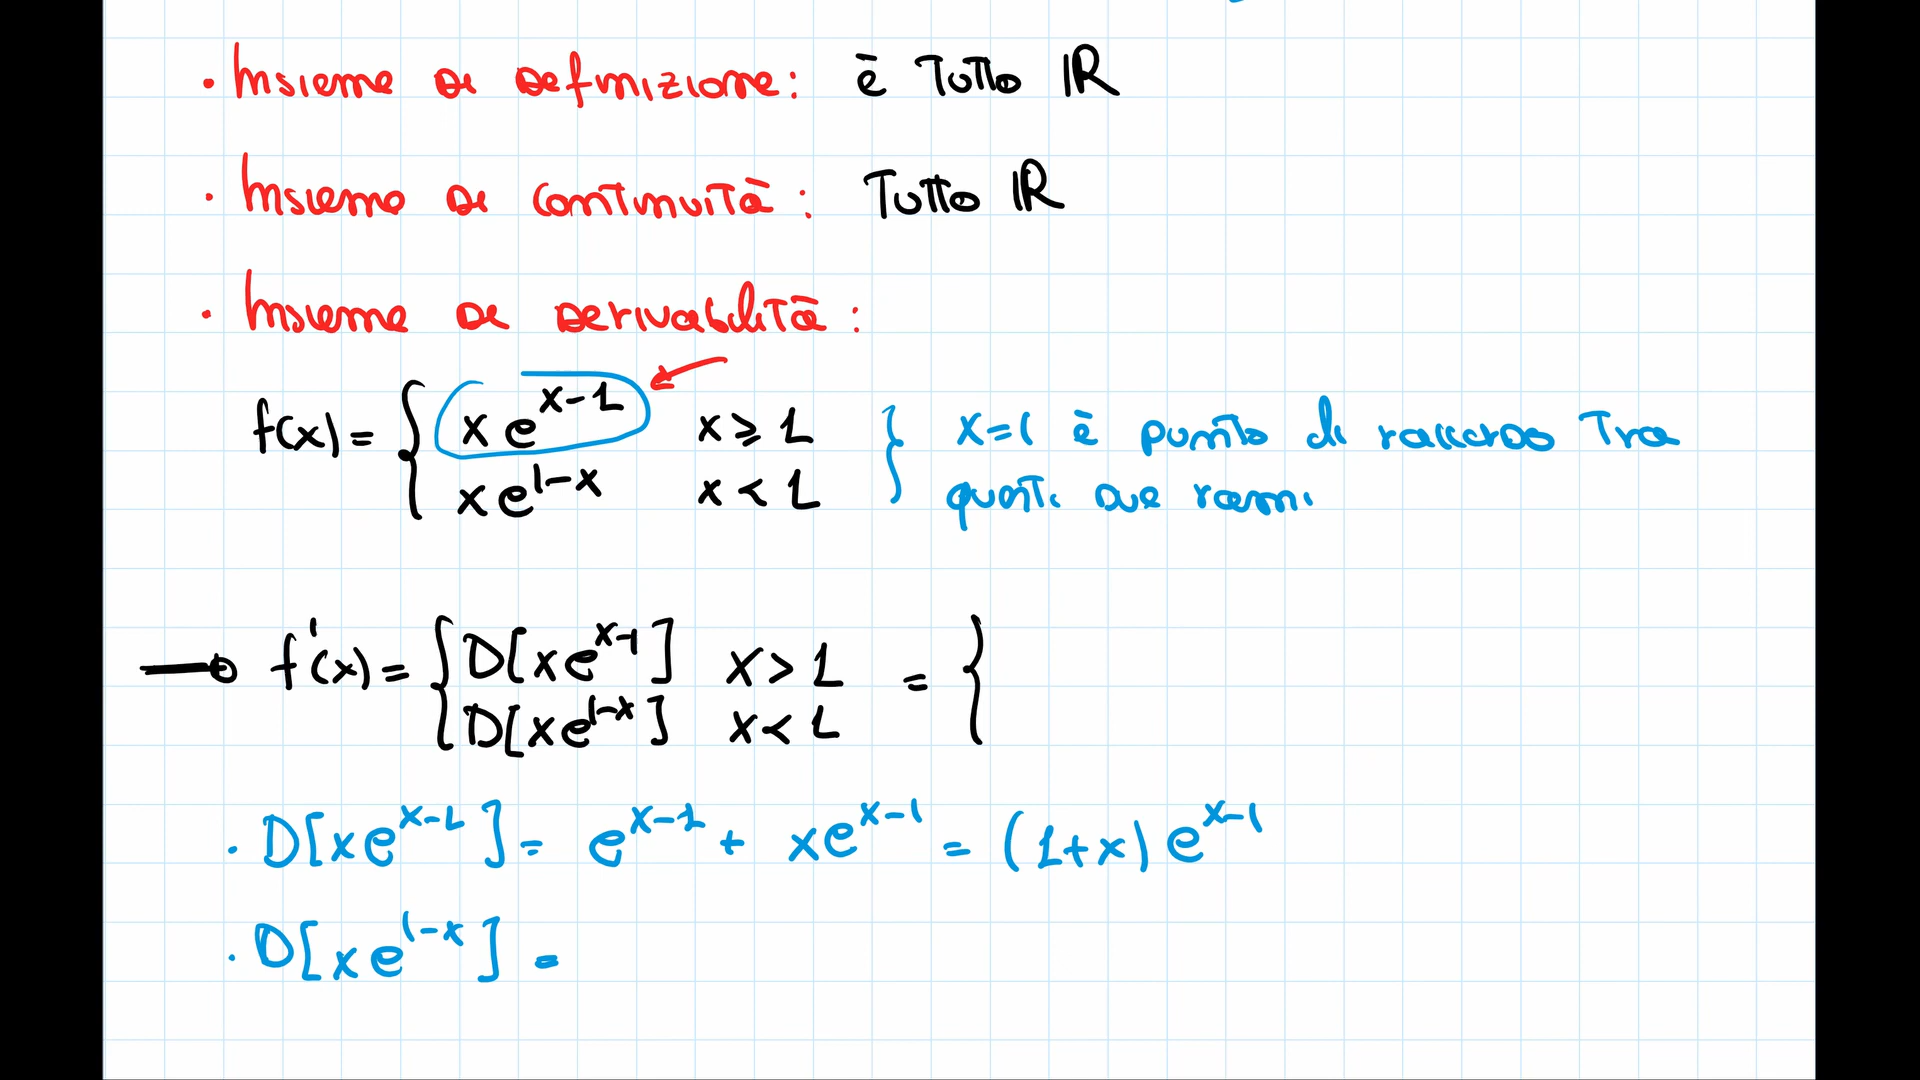 · Insieme di definizione: è tutto ℝ
· Insieme di continuità: tutto ℝ
· Insieme di derivabilità:
f(x) = { x e^{x-1}   x ≥ 1 } x=1 è punto di raccordo tra
x e^{1-x}   x < 1   questi due rami
→ f'(x) = { D[x e^{x-1}]   x > 1 = {
D[x e^{1-x}]   x < 1
· D[x e^{x-1}] = e^{x-1} + x e^{x-1} = (1+x) e^{x-1}
· D[x e^{1-x}] =